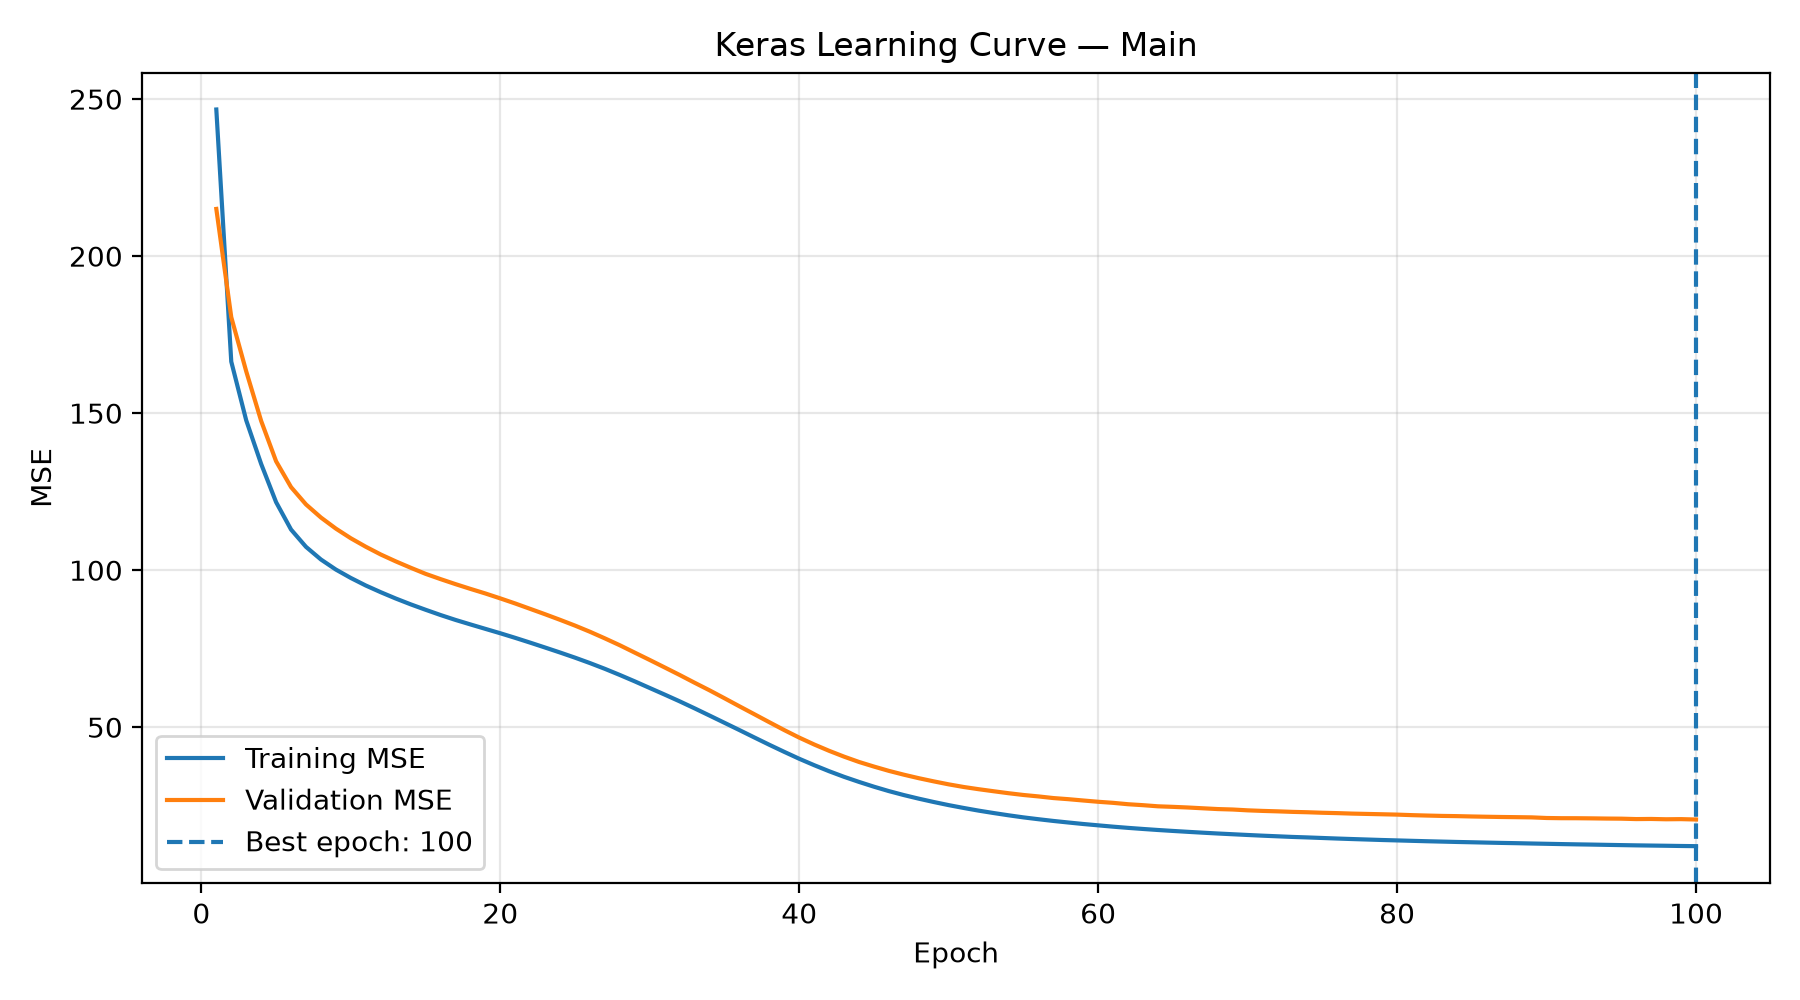 Keras Learning Curve — Main
250
200
150
100
50
MSE
Training MSE
Validation MSE
Best epoch: 100
0
20
40
60
80
100
Epoch